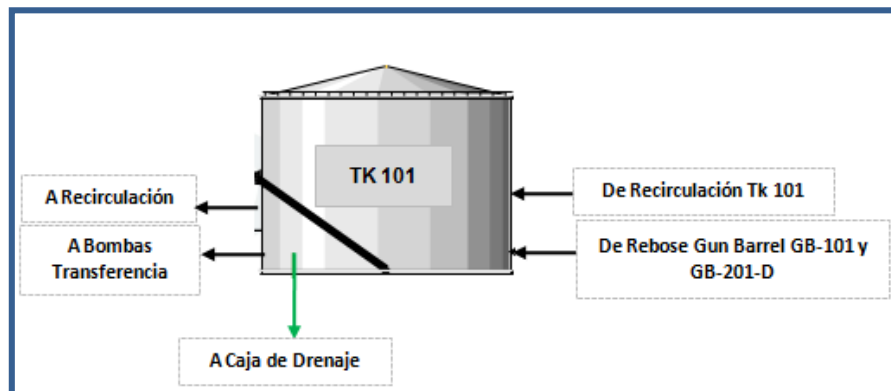 TK 101
A Recirculación
A Bombas
Transferencia
De Recirculación Tk 101
De Rebose Gun Barrel GB-101 y
GB-201-D
A Caja de Drenaje